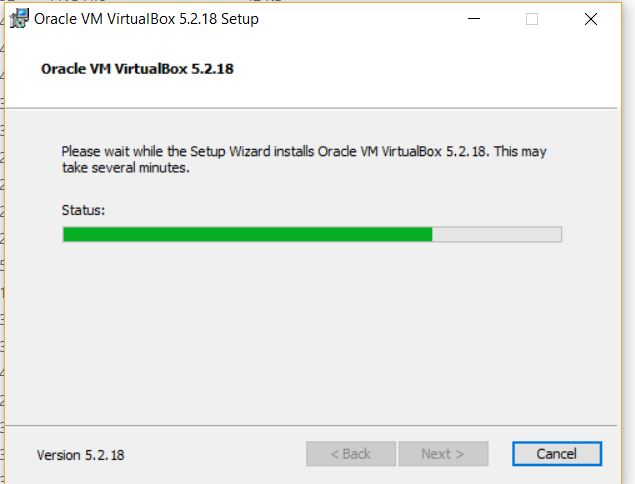 Oracle VM VirtualBox 5.2.18 Setup
Oracle VM VirtualBox 5.2.18
Please wait while the Setup Wizard installs Oracle VM VirtualBox 5.2.18. This may
take several minutes.
Status:
Version 5.2.18
< Back
Next >
Cancel